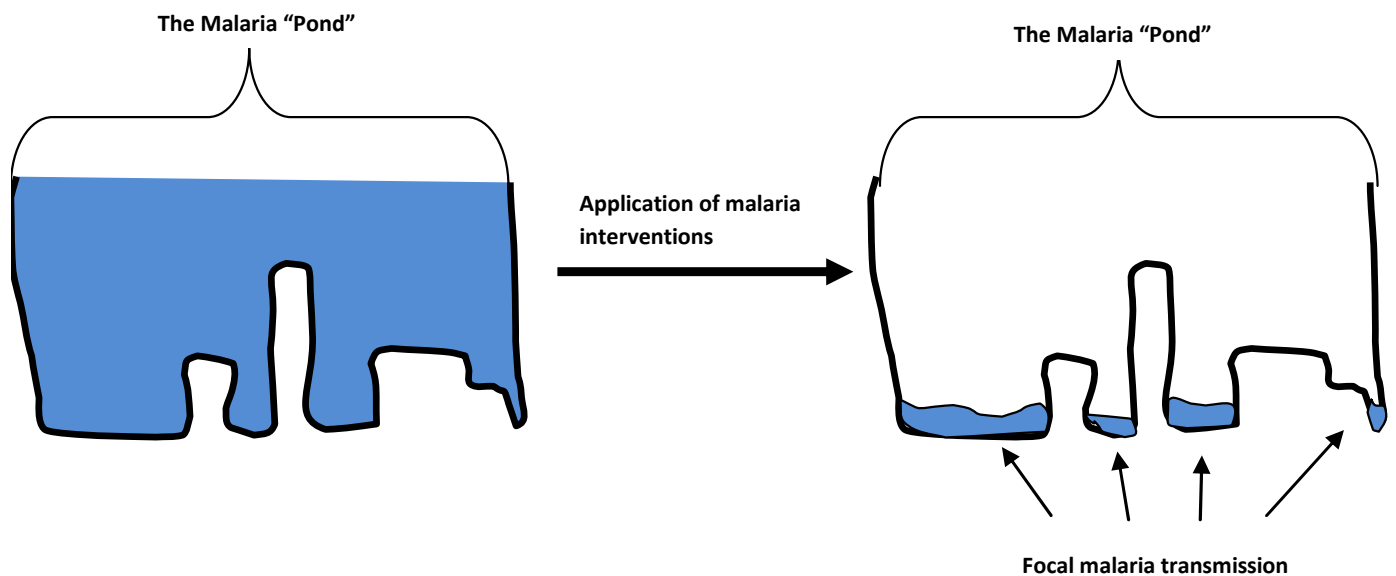 The Malaria “Pond”
The Malaria “Pond”
Application of malaria
interventions
Focal malaria transmission